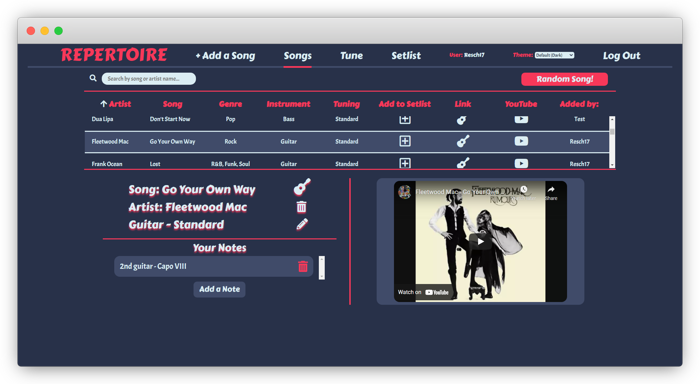 REPERTOIRE + Add a Song Songs Tune Setlist User: Resch17 Theme: Default (Dark) Log Out
Search by song or artist name... Random Song!
Artist Song Genre Instrument Tuning Add to Setlist Link YouTube Added by:
Dua Lipa Don't Start Now Pop Bass Standard Test
Fleetwood Mac Go Your Own Way Rock Guitar Standard Resch17
Frank Ocean Lost R&B, Funk, Soul Guitar Standard Resch17
Song: Go Your Own Way
Artist: Fleetwood Mac
Guitar - Standard
Your Notes
2nd guitar - Capo VIII
Add a Note
Fleetwood Mac - Go Your
Share
RUMOURS
Watch on YouTube